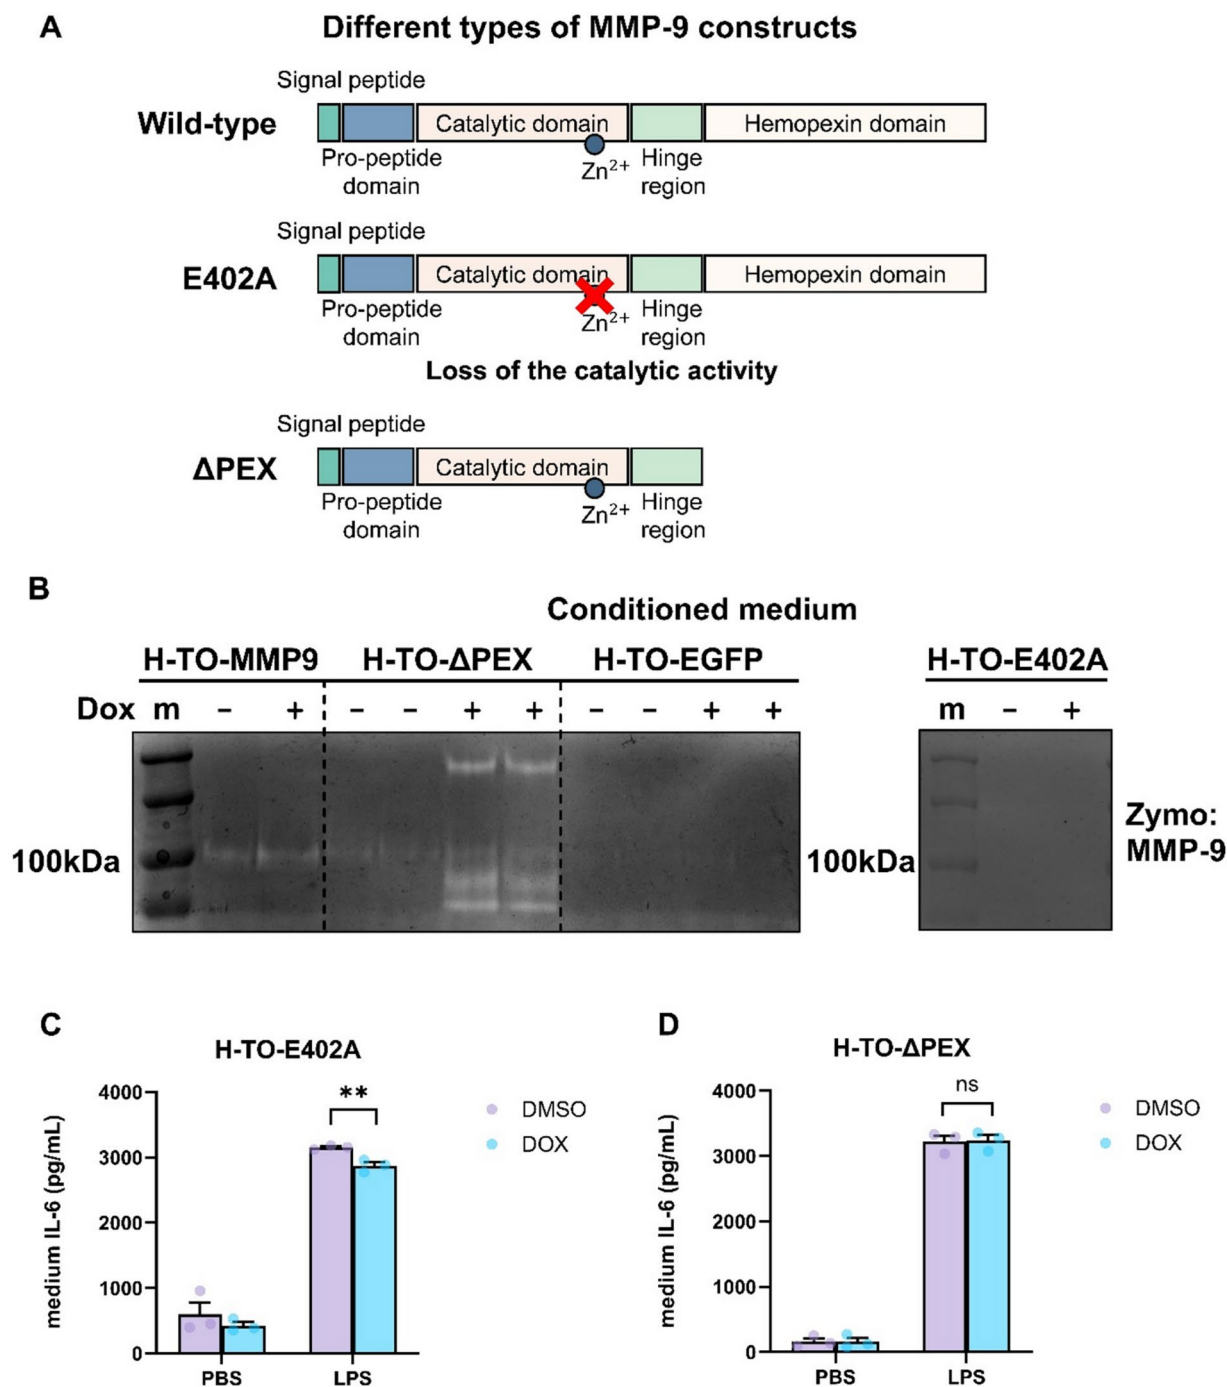 A
Different types of MMP-9 constructs
Signal peptide
Wild-type
Catalytic domain
Hemopexin domain
Pro-peptide domain
Zn²⁺
Hinge region
Signal peptide
E402A
Catalytic domain
Hemopexin domain
Pro-peptide domain
Zn²⁺
Hinge region
Loss of the catalytic activity
Signal peptide
ΔPEX
Catalytic domain
Pro-peptide domain
Zn²⁺
Hinge region
B
Conditioned medium
H-TO-MMP9 H-TO-ΔPEX H-TO-EGFP H-TO-E402A
Dox m - + - - + + - - + + m - +
100kDa
100kDa
Zymo:
MMP-9
C
H-TO-E402A
medium IL-6 (pg/mL)
4000
3000
2000
1000
0
**
PBS
LPS
DMSO
DOX
D
H-TO-ΔPEX
medium IL-6 (pg/mL)
4000
3000
2000
1000
0
ns
PBS
LPS
DMSO
DOX